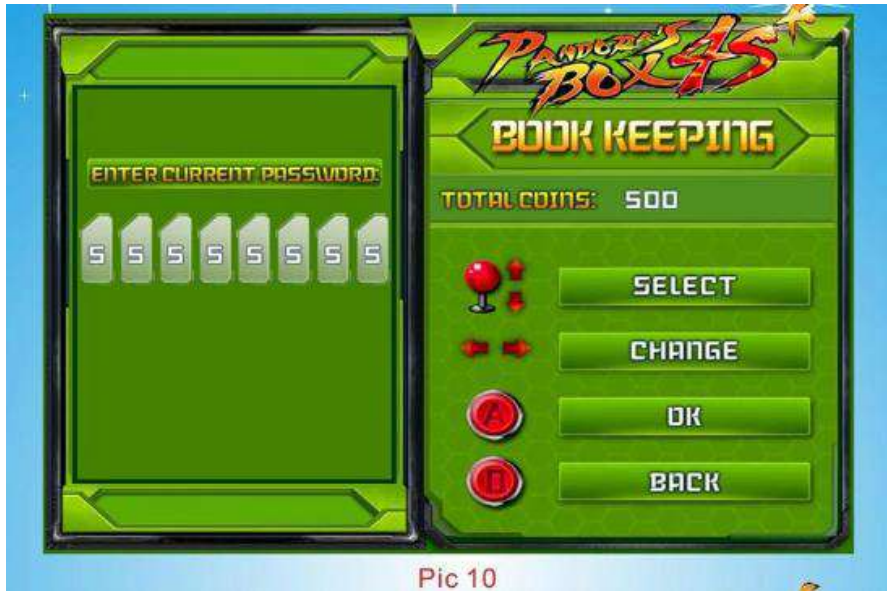 PANDORA'S
BOX 4S+
BOOK KEEPING
ENTER CURRENT PASSWORD:
TOTAL COINS: 500
5 5 5 5 5 5 5 5
SELECT
CHANGE
A OK
D BACK
Pic 10